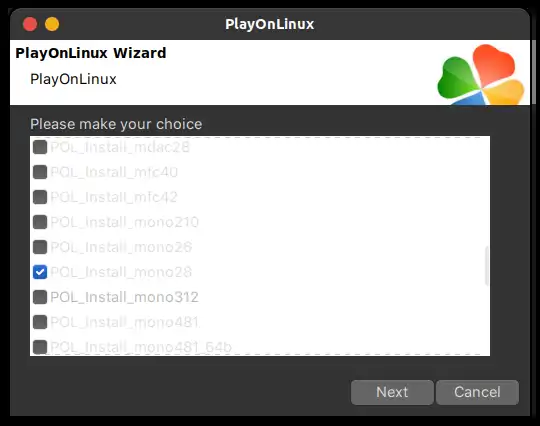 PlayOnLinux
PlayOnLinux Wizard
PlayOnLinux
Please make your choice
POL_Install_mdac28
POL_Install_mfc40
POL_Install_mfc42
POL_Install_mono210
POL_Install_mono26
POL_Install_mono28
POL_Install_mono312
POL_Install_mono481
POL_Install_mono481_64b
Next Cancel